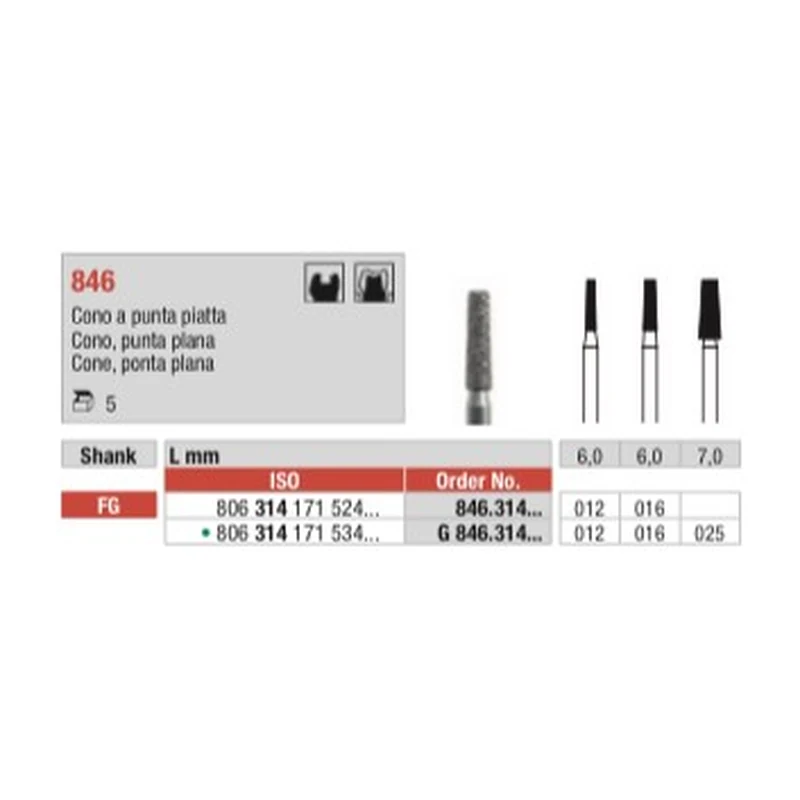 846
Cono a punta piatta
Cono, punta plana
Cone, ponta plana
5
Shank L mm 6,0 6,0 7,0
ISO Order No.
FG 806 314 171 524... 846.314... 012 016
• 806 314 171 534... G 846.314... 012 016 025